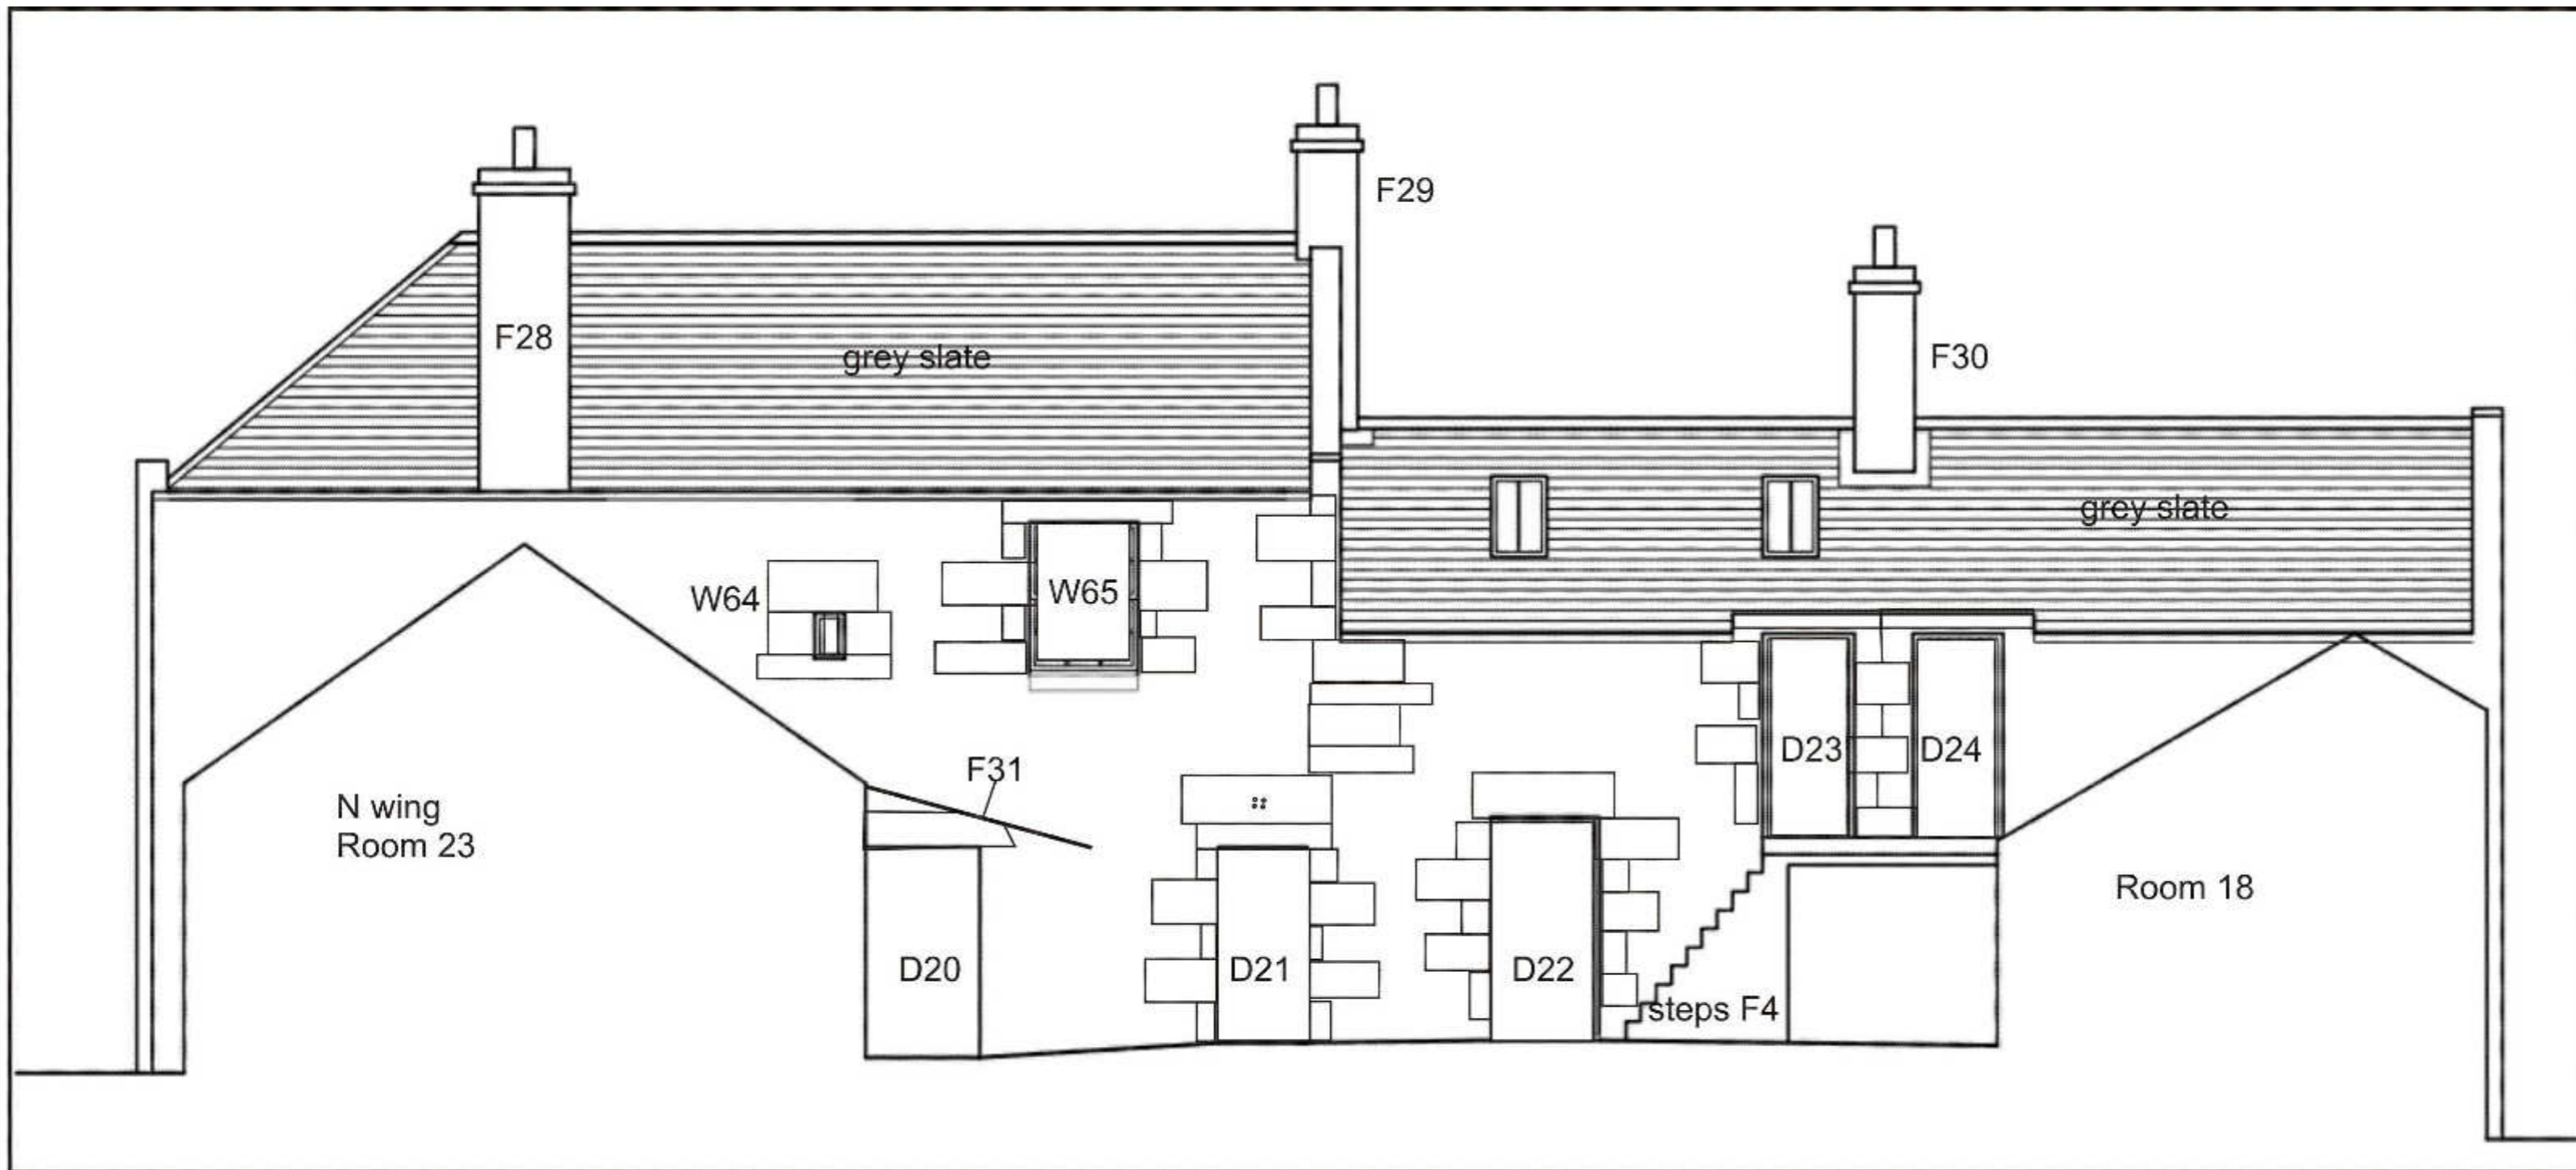 F29
F28
grey slate
F30
grey slate
W64
W65
F31
D23
D24
N wing
Room 23
Room 18
D20
D21
D22
steps F4